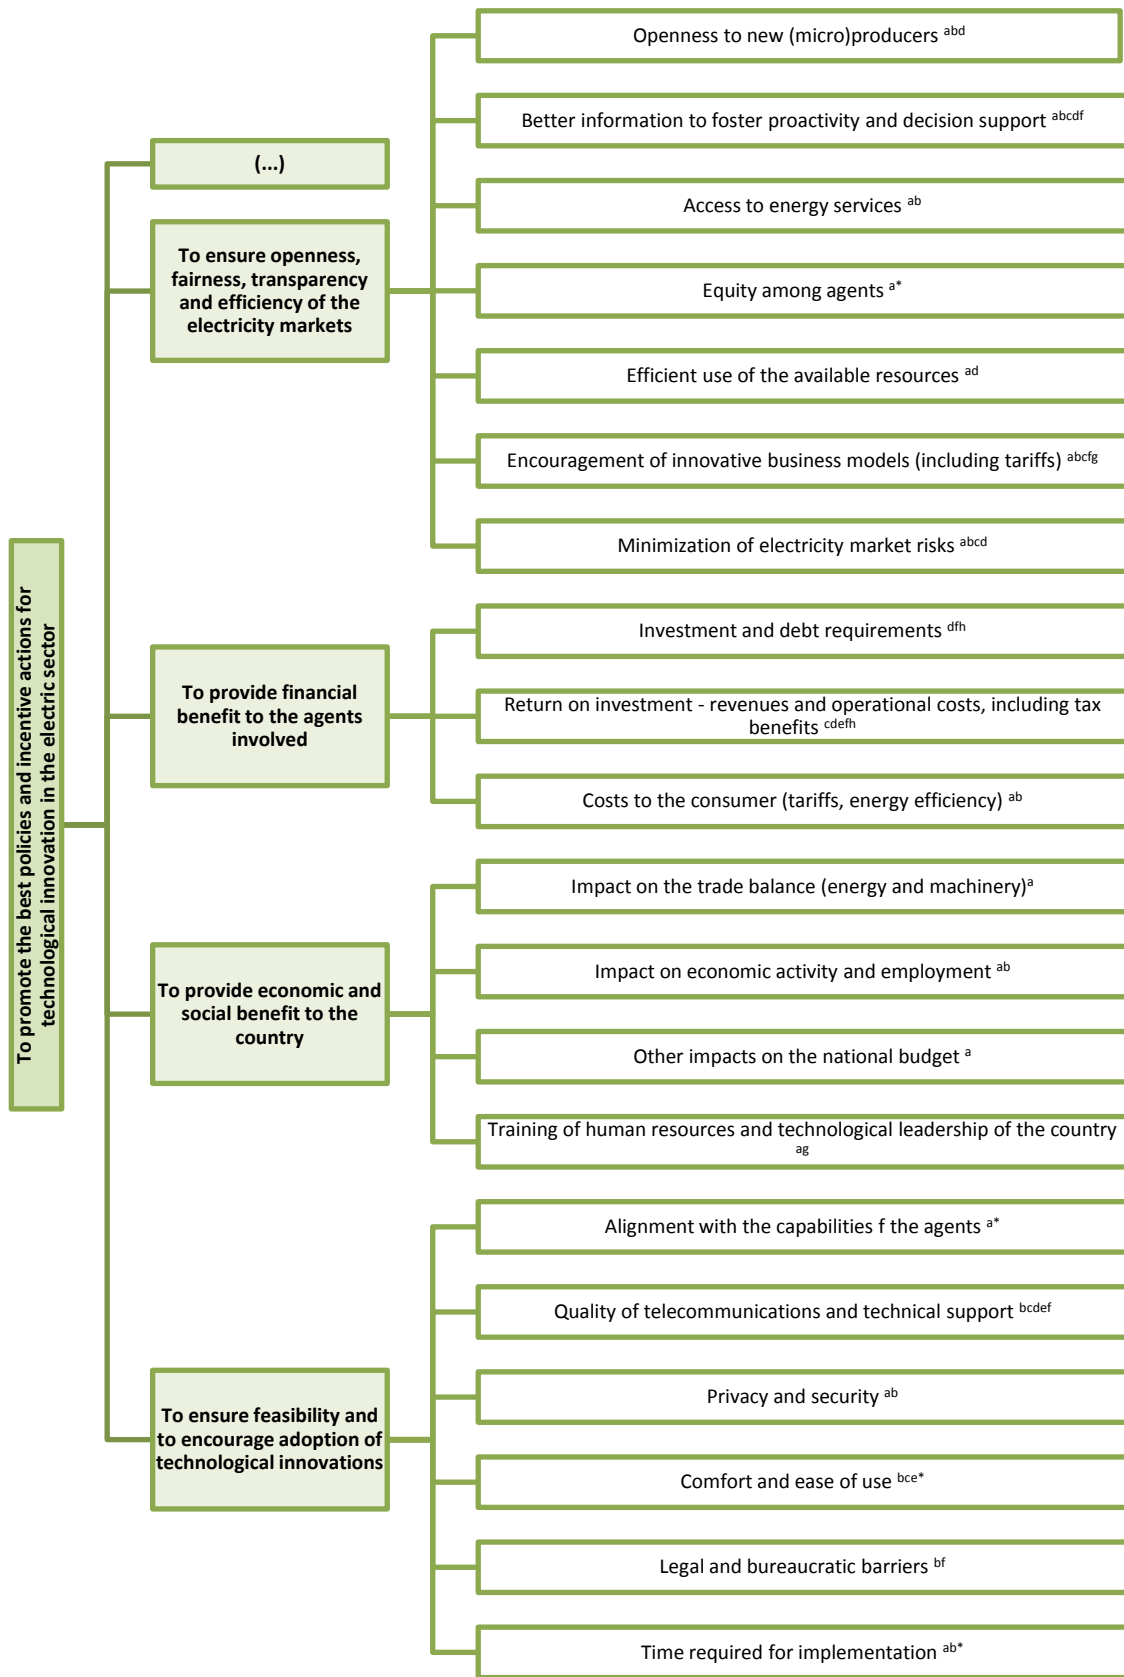 To promote the best policies and incentive actions for
technological innovation in the electric sector
(...)
To ensure openness,
fairness, transparency
and efficiency of the
electricity markets
Openness to new (micro)producers abd
Better information to foster proactivity and decision support abcdf
Access to energy services ab
Equity among agents a*
Efficient use of the available resources ad
Encouragement of innovative business models (including tariffs) abcfg
Minimization of electricity market risks abcd
To provide financial
benefit to the agents
involved
Investment and debt requirements dfh
Return on investment - revenues and operational costs, including tax
benefits cdefh
Costs to the consumer (tariffs, energy efficiency) ab
To provide economic and
social benefit to the
country
Impact on the trade balance (energy and machinery)a
Impact on economic activity and employment ab
Other impacts on the national budget a
Training of human resources and technological leadership of the country
ag
To ensure feasibility and
to encourage adoption of
technological innovations
Alignment with the capabilities f the agents a*
Quality of telecommunications and technical support bcdef
Privacy and security ab
Comfort and ease of use bce*
Legal and bureaucratic barriers bf
Time required for implementation ab*